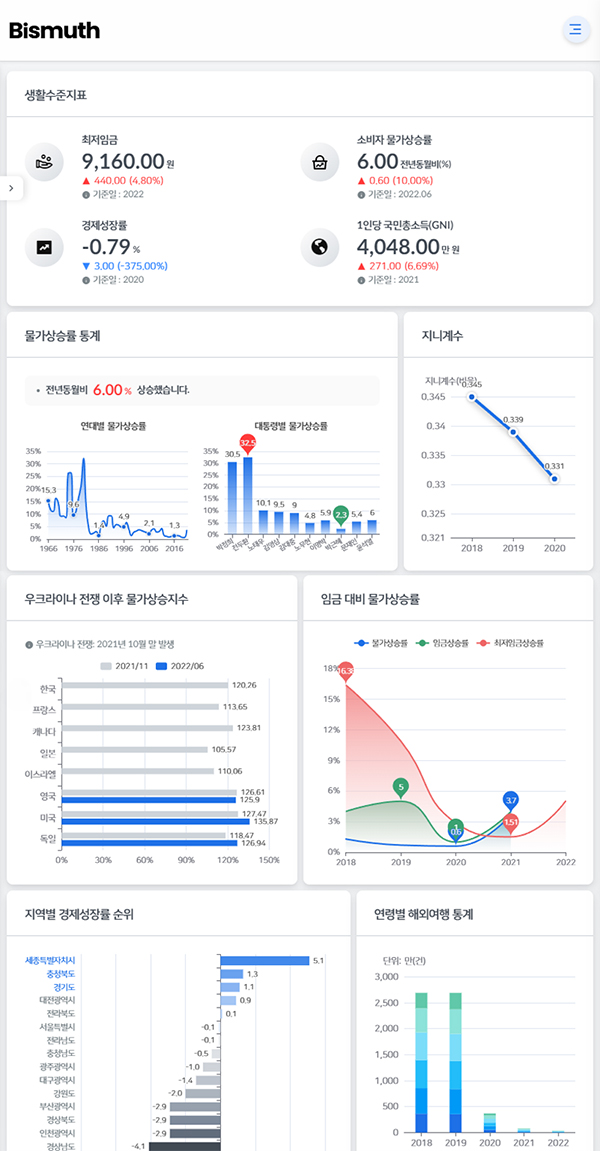 Bismuth
생활수준지표
최저임금
9,160.00 원
▲ 440.00 (4.80%)
기준일 : 2022
소비자 물가상승률
6.00 전년동월비(%)
▲ 0.60 (10.00%)
기준일 : 2022.06
경제성장률
-0.79 %
▼ 3.00 (-375.00%)
기준일 : 2020
1인당 국민총소득(GNI)
4,048.00 만 원
▲ 271.00 (6.69%)
기준일 : 2021
물가상승률 통계
• 전년동월비 6.00 % 상승했습니다.
연대별 물가상승률
35%
30%
25%
20%
15%
10%
5%
0%
15.3
9.6
1.4
4.9
2.1
1.3
1966 1976 1986 1996 2006 2016
대통령별 물가상승률
35%
30%
25%
20%
15%
10%
5%
0%
30.5 32.5 10.1 9.5 9 4.8 5.9 2.3 5.4 6
박정희 전두환 노태우 김영삼 김대중 노무현 이명박 박근혜 문재인 윤석열
지니계수
지니계수(비율)
0.345
0.34
0.335
0.33
0.325
0.321
0.345
0.339
0.331
2018 2019 2020
우크라이나 전쟁 이후 물가상승지수
우크라이나 전쟁: 2021년 10월 말 발생
2021/11 2022/06
한국 120.26
프랑스 113.65
캐나다 123.81
일본 105.57
이스라엘 110.06
영국 126.61
125.9
미국 127.47
135.87
독일 118.47
126.94
0% 30% 60% 90% 120% 150%
임금 대비 물가상승률
물가상승률 임금상승률 최저임금상승률
18%
15%
12%
9%
6%
3%
0%
16.38
5
1
0.6
3.7
1.51
2018 2019 2020 2021 2022
지역별 경제성장률 순위
세종특별자치시 5.1
충청북도 1.3
경기도 1.1
대전광역시 0.9
전라북도 0.1
서울특별시 -0.1
전라남도 -0.1
충청남도 -0.5
광주광역시 -1.0
대구광역시 -1.4
강원도 -2.0
부산광역시 -2.9
경상북도 -2.9
인천광역시 -2.9
경상남도 -4.1
연령별 해외여행 통계
단위: 만(건)
3,000
2,500
2,000
1,500
1,000
500
0
2018 2019 2020 2021 2022